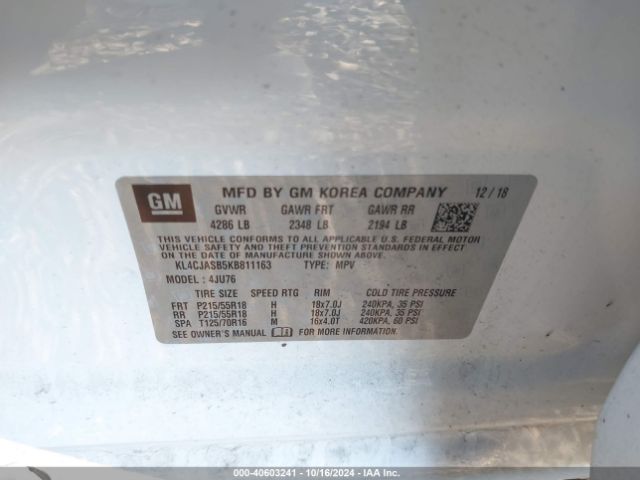 GM MFD BY GM KOREA COMPANY 12 / 18
GVWR GAWR FRT GAWR RR
4286 LB 2348 LB 2194 LB
THIS VEHICLE CONFORMS TO ALL APPLICABLE U.S. FEDERAL MOTOR
VEHICLE SAFETY AND THEFT PREVENTION STANDARDS IN EFFECT ON
THE DATE OF MANUFACTURE SHOWN ABOVE.
KL4CJASB5KB811163 TYPE: MPV
MODEL : 4JU76
TIRE SIZE SPEED RTG RIM COLD TIRE PRESSURE
FRT P215/55R18 H 18x7.0J 240KPA, 35 PSI
RR P215/55R18 H 18x7.0J 240KPA, 35 PSI
SPA T125/70R16 M 16x4.0T 420KPA, 60 PSI
SEE OWNER'S MANUAL FOR MORE INFORMATION.
000-40603241 - 10/16/2024 - IAA Inc.